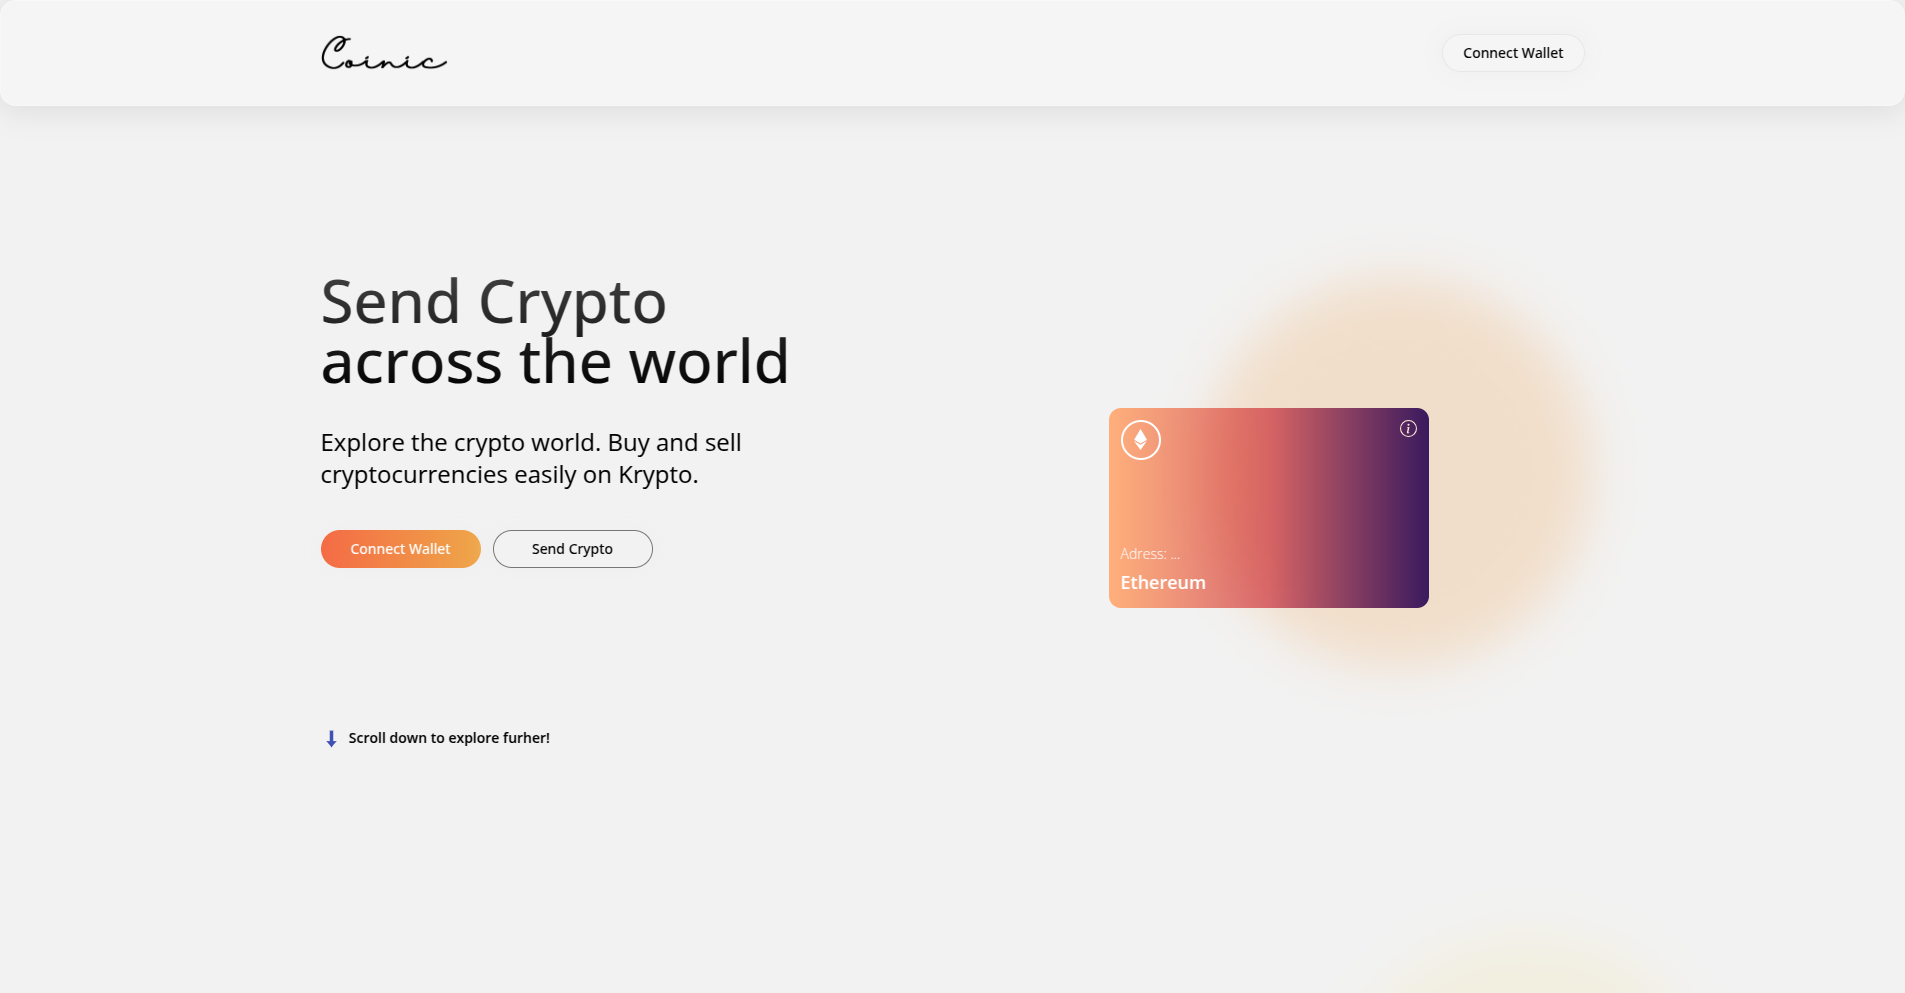 Coinic
Connect Wallet
Send Crypto
across the world
Explore the crypto world. Buy and sell
cryptocurrencies easily on Krypto.
Connect Wallet
Send Crypto
i
Adress: ...
Ethereum
Scroll down to explore furher!